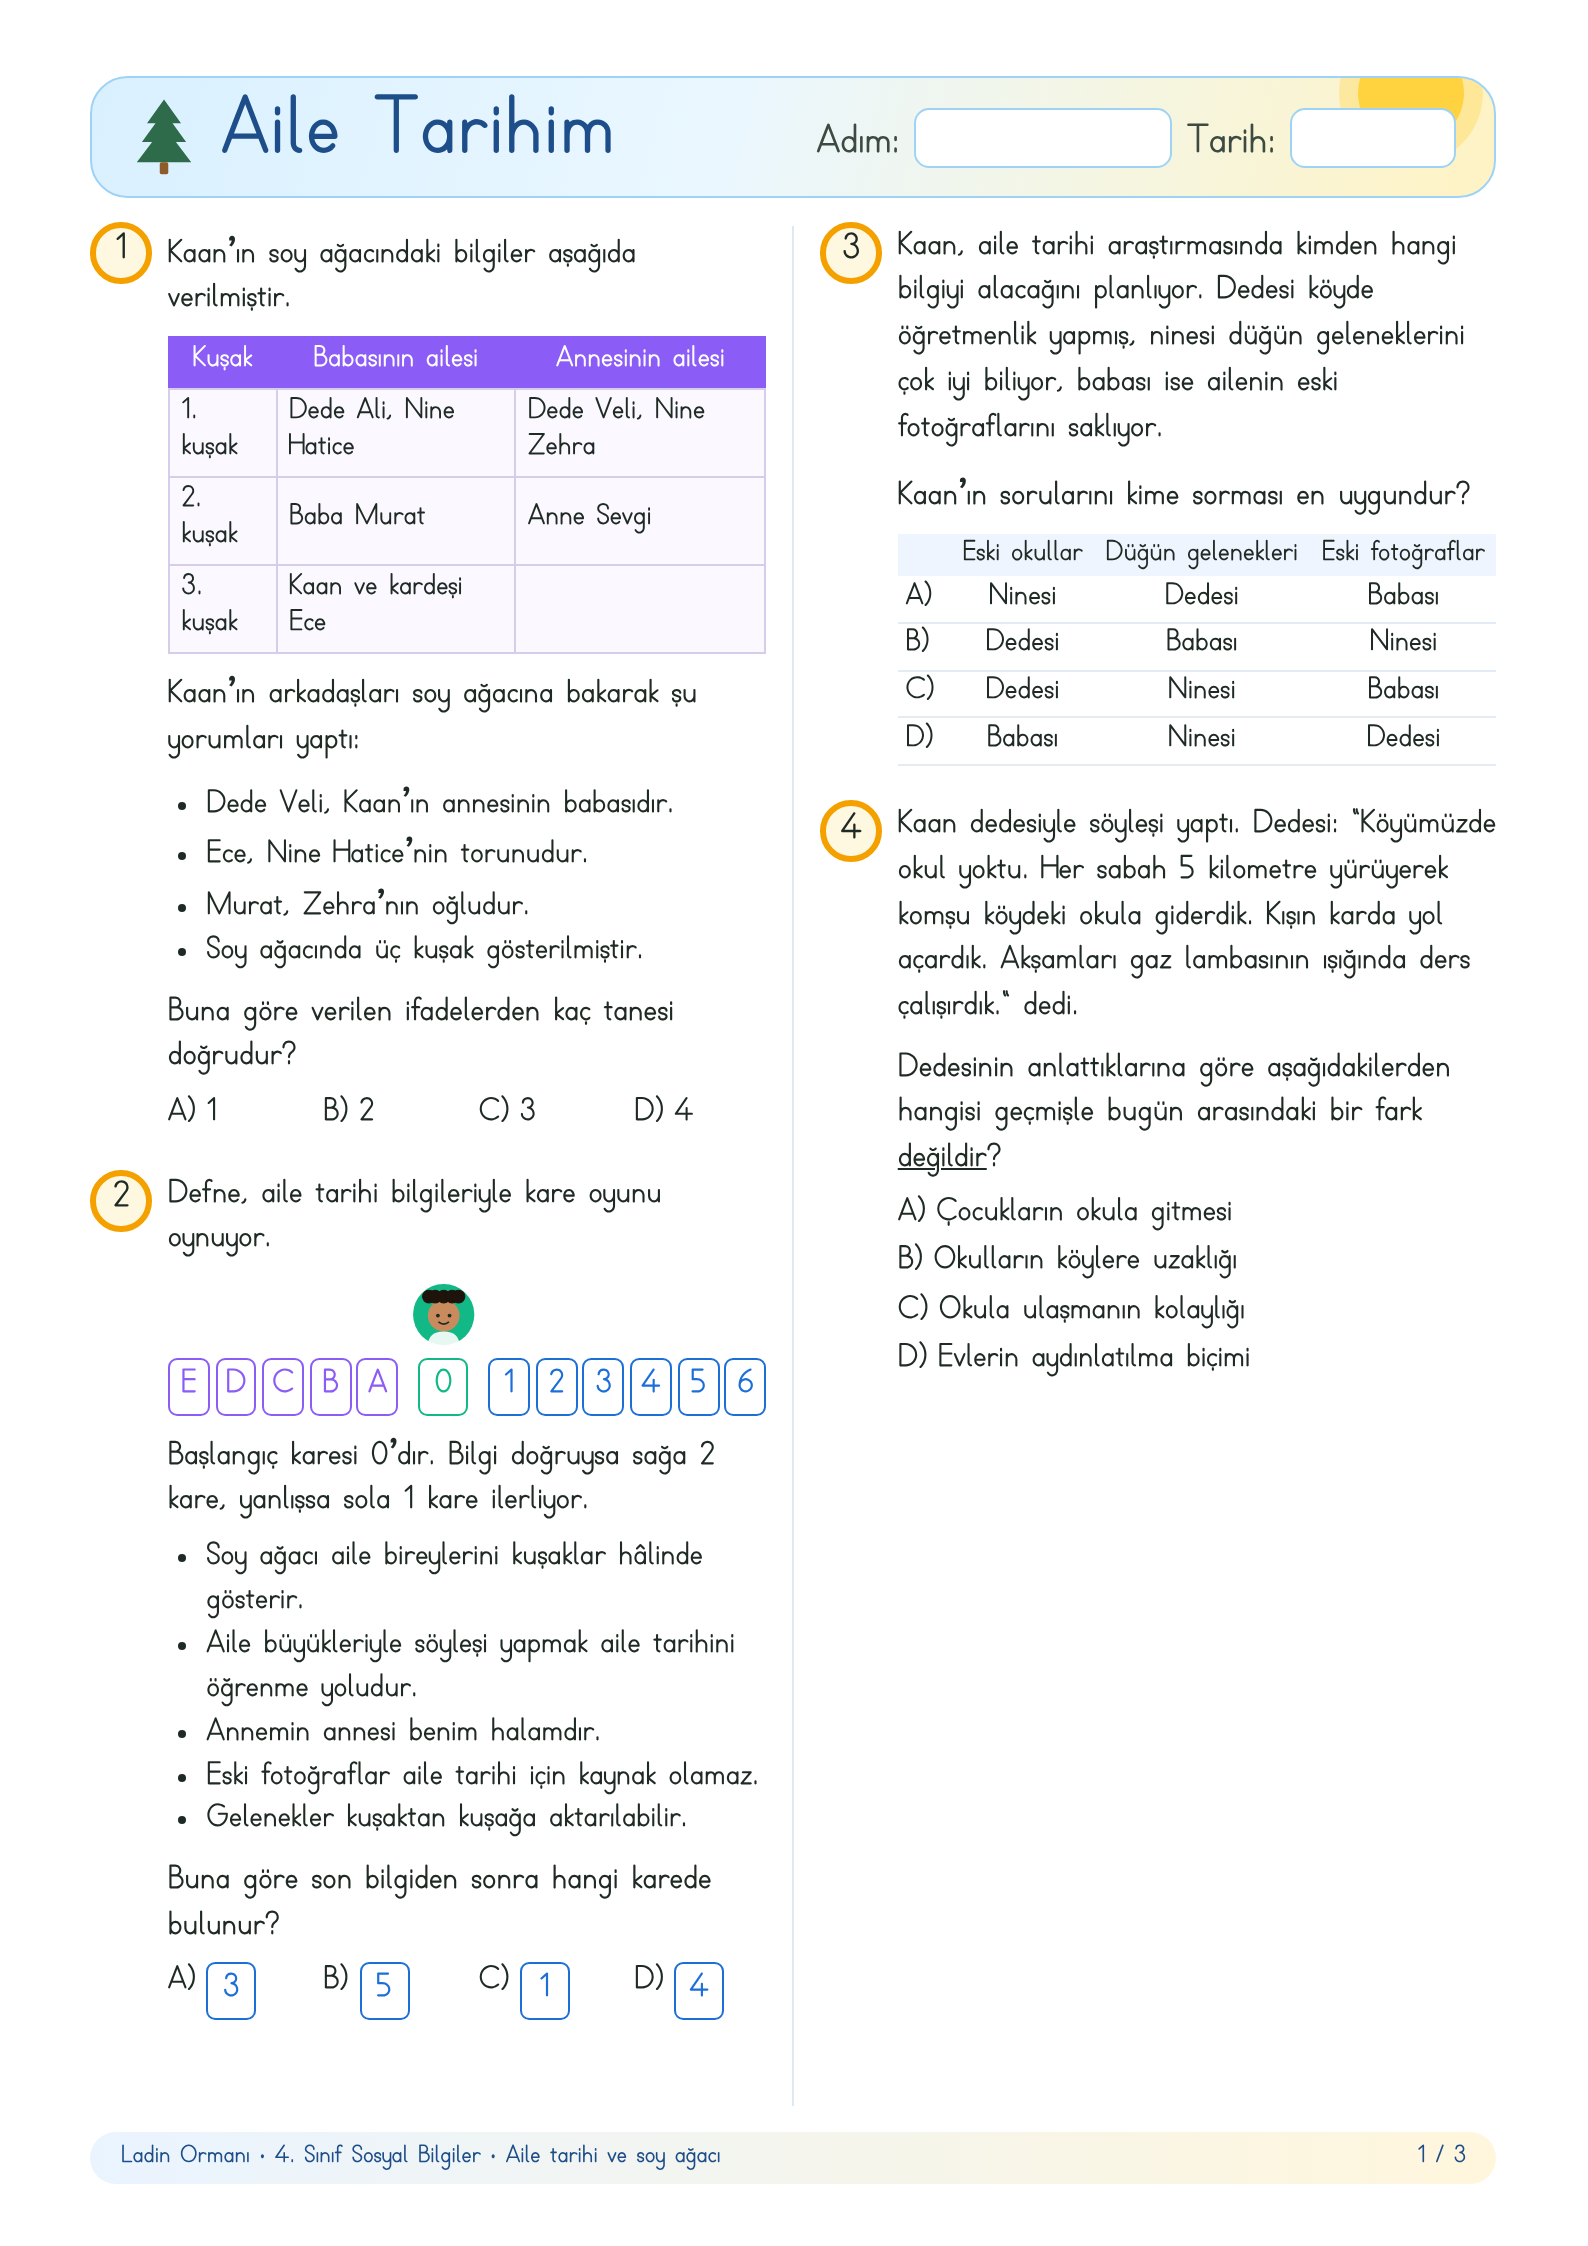 Aile Tarihim
Adım:
Tarih:
1
Kaan’ın soy ağacındaki bilgiler aşağıda
verilmiştir.
Kuşak Babasının ailesi Annesinin ailesi
1. kuşak Dede Ali, Nine Hatice Dede Veli, Nine Zehra
2. kuşak Baba Murat Anne Sevgi
3. kuşak Kaan ve kardeşi Ece
Kaan’ın arkadaşları soy ağacına bakarak şu
yorumları yaptı:
• Dede Veli, Kaan’ın annesinin babasıdır.
• Ece, Nine Hatice’nin torunudur.
• Murat, Zehra’nın oğludur.
• Soy ağacında üç kuşak gösterilmiştir.
Buna göre verilen ifadelerden kaç tanesi
doğrudur?
A) 1 B) 2 C) 3 D) 4
2
Defne, aile tarihi bilgileriyle kare oyunu
oynuyor.
E D C B A 0 1 2 3 4 5 6
Başlangıç karesi 0’dır. Bilgi doğruysa sağa 2
kare, yanlışsa sola 1 kare ilerliyor.
• Soy ağacı aile bireylerini kuşaklar hâlinde
gösterir.
• Aile büyükleriyle söyleşi yapmak aile tarihini
öğrenme yoludur.
• Annemin annesi benim halamdır.
• Eski fotoğraflar aile tarihi için kaynak olamaz.
• Gelenekler kuşaktan kuşağa aktarılabilir.
Buna göre son bilgiden sonra hangi karede
bulunur?
A) 3 B) 5 C) 1 D) 4
3
Kaan, aile tarihi araştırmasında kimden hangi
bilgiyi alacağını planlıyor. Dedesi köyde
öğretmenlik yapmış, ninesi düğün geleneklerini
çok iyi biliyor, babası ise ailenin eski
fotoğraflarını saklıyor.
Kaan’ın sorularını kime sorması en uygundur?
Eski okullar Düğün gelenekleri Eski fotoğraflar
A) Ninesi Dedesi Babası
B) Dedesi Babası Ninesi
C) Dedesi Ninesi Babası
D) Babası Ninesi Dedesi
4
Kaan dedesiyle söyleşi yaptı. Dedesi: “Köyümüzde
okul yoktu. Her sabah 5 kilometre yürüyerek
komşu köydeki okula giderdik. Kışın karda yol
açardık. Akşamları gaz lambasının ışığında ders
çalışırdık.“ dedi.
Dedesinin anlattıklarına göre aşağıdakilerden
hangisi geçmişle bugün arasındaki bir fark
değildir?
A) Çocukların okula gitmesi
B) Okulların köylere uzaklığı
C) Okula ulaşmanın kolaylığı
D) Evlerin aydınlatılma biçimi
Ladin Ormanı • 4. Sınıf Sosyal Bilgiler • Aile tarihi ve soy ağacı
1 / 3